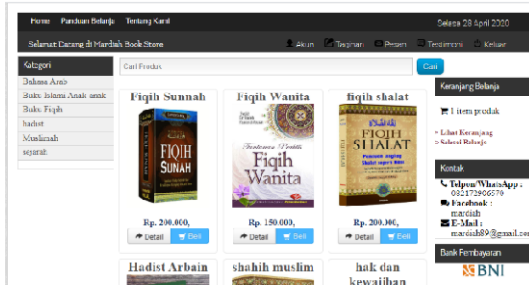 Home Panduan Belanja Tentang Kami
Selasa 28 April 2020
Selamat Datang di Mardiah Book Store
Akun Tagihan Pesan Testimoni Keluar
Kategori
Bahasa Arab
Buku Islami Anak-anak
Buku Fiqih
hadist
Muslimah
sejarah
Cari Produk
Cari
Fiqih Sunnah
Fiqih Wanita
fiqih shalat
FIQIH
SUNAH
Fiqih
Wanita
FIQIH
SHALAT
Rp. 200.000,
Rp. 150.000,
Rp. 200.000,
Detail Beli
Detail Beli
Detail Beli
Hadist Arbain
shahih muslim
hak dan
kewajiban
Keranjang Belanja
1 item produk
» Lihat Keranjang
» Selesai Belanja
Kontak
Telpon/WhatsApp :
082172906579
Facebook :
mardiah
E-Mail :
mardiah89@gmail.com
Bank Pembayaran
BNI